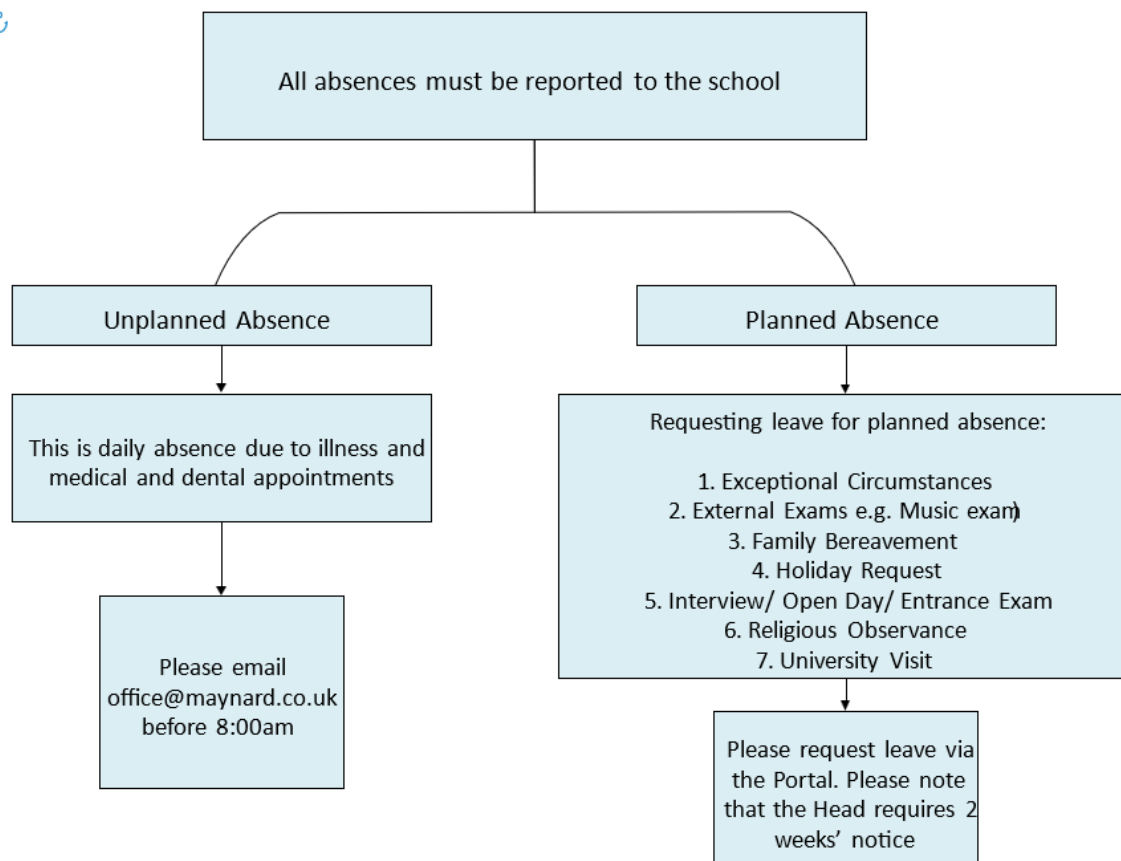 All absences must be reported to the school
Unplanned Absence
This is daily absence due to illness and
medical and dental appointments
Please email
office@maynard.co.uk
before 8:00am
Planned Absence
Requesting leave for planned absence:
1. Exceptional Circumstances
2. External Exams e.g. Music exam)
3. Family Bereavement
4. Holiday Request
5. Interview/ Open Day/ Entrance Exam
6. Religious Observance
7. University Visit
Please request leave via
the Portal. Please note
that the Head requires 2
weeks’ notice